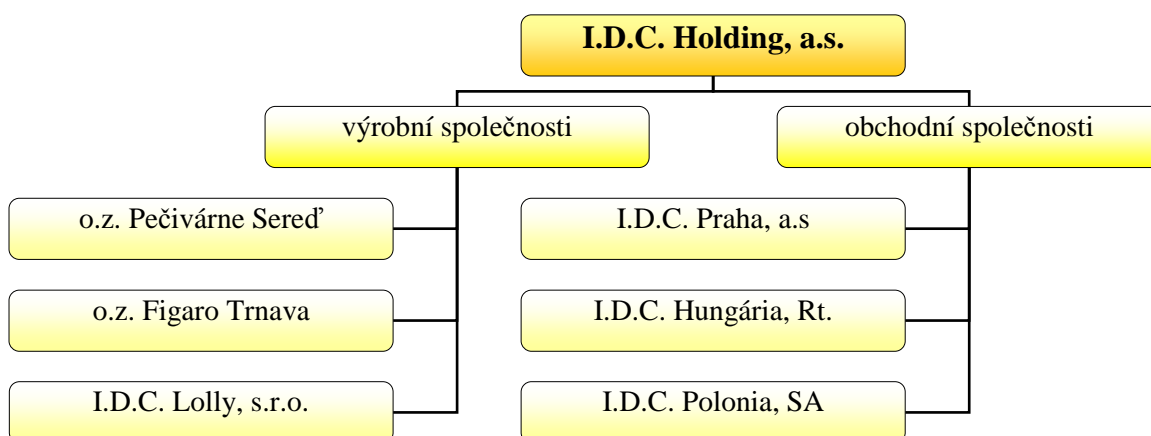 I.D.C. Holding, a.s.
výrobní společnosti
obchodní společnosti
o.z. Pečivárne Sereď
I.D.C. Praha, a.s
o.z. Figaro Trnava
I.D.C. Hungária, Rt.
I.D.C. Lolly, s.r.o.
I.D.C. Polonia, SA